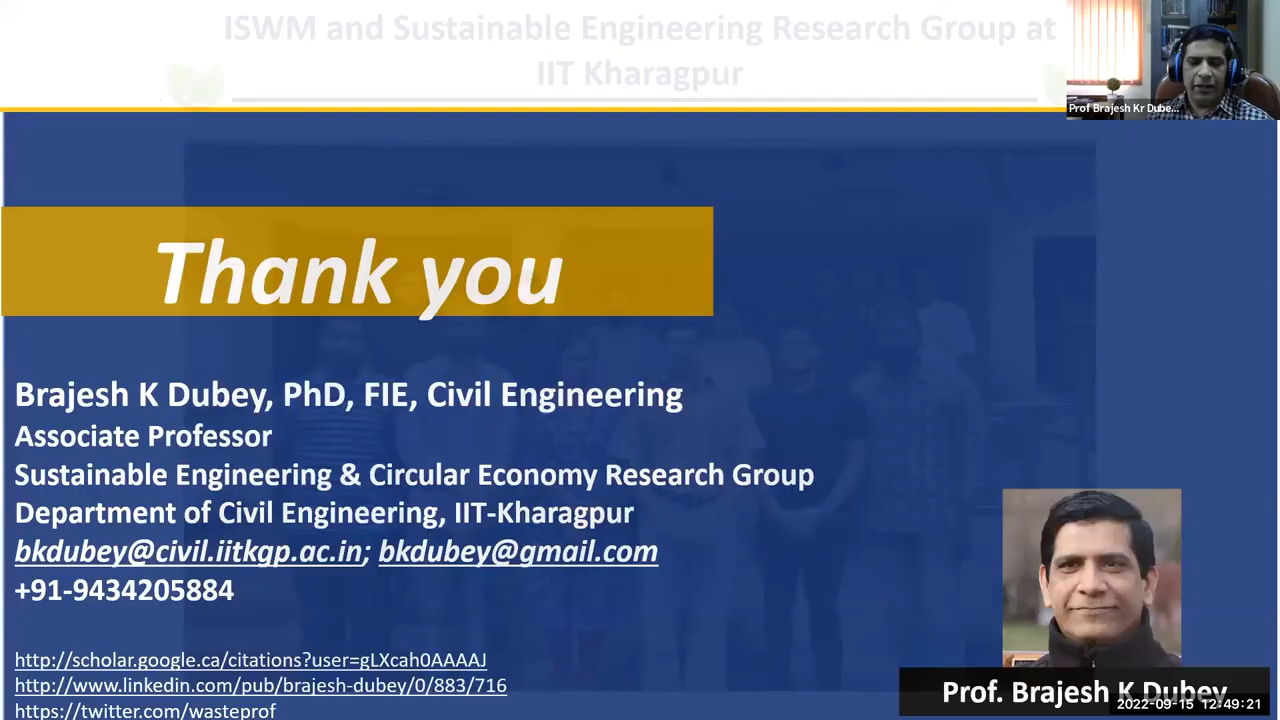 ISWM and Sustainable Engineering Research Group at
IIT Kharagpur
Prof Brajesh Kr Dube...
Thank you
Brajesh K Dubey, PhD, FIE, Civil Engineering
Associate Professor
Sustainable Engineering & Circular Economy Research Group
Department of Civil Engineering, IIT-Kharagpur
bkdubey@civil.iitkgp.ac.in; bkdubey@gmail.com
+91-9434205884
http://scholar.google.ca/citations?user=gLXcah0AAAAJ
http://www.linkedin.com/pub/brajesh-dubey/0/883/716
https://twitter.com/wasteprof
Prof. Brajesh K Dubey
2022-09-15 12:49:21